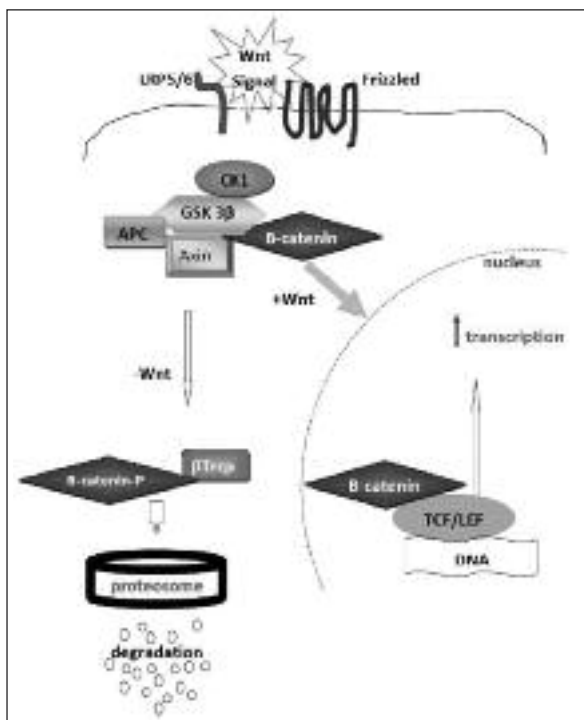 Wnt
LRP5/6
Signal
Frizzled
CK1
GSK 3β
APC
B-catenin
Axin
nucleus
+Wnt
transcription
-Wnt
B-catenin-P
B catenin
TCF/LEF
DNA
proteosome
degradation